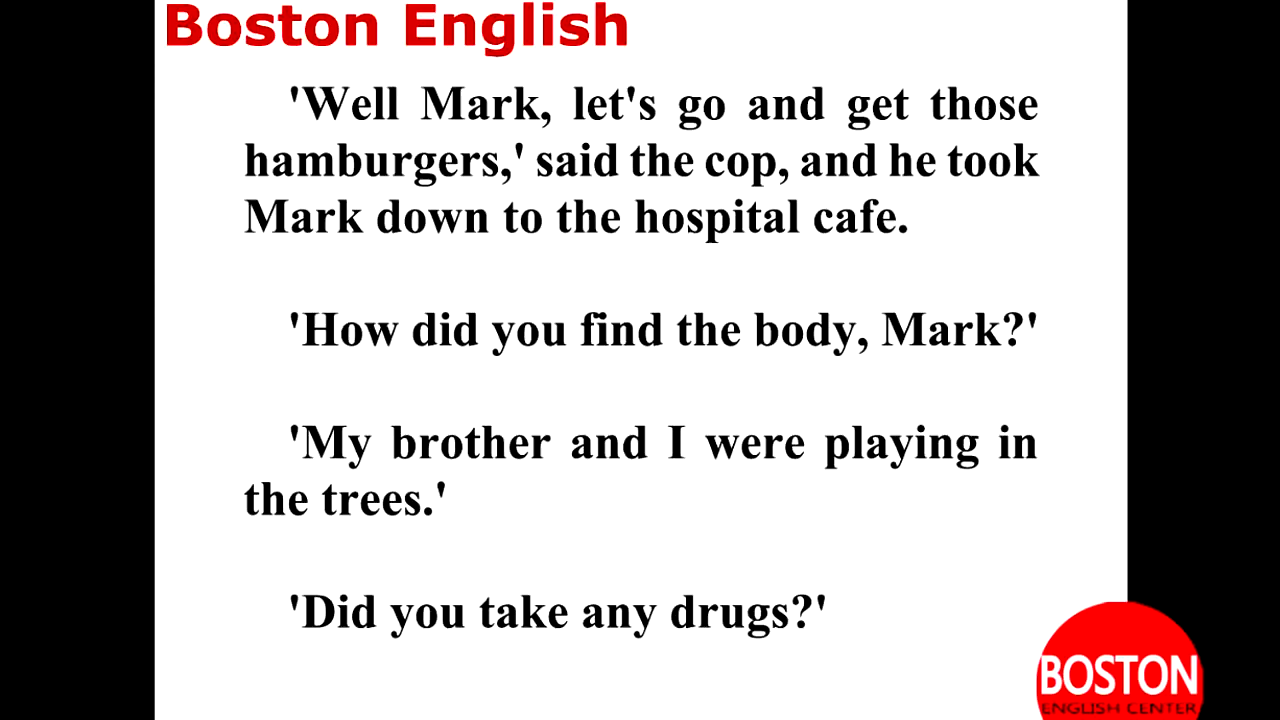 Boston English
'Well Mark, let's go and get those
hamburgers,' said the cop, and he took
Mark down to the hospital cafe.
'How did you find the body, Mark?'
'My brother and I were playing in
the trees.'
'Did you take any drugs?'
BOSTON
ENGLISH CENTER